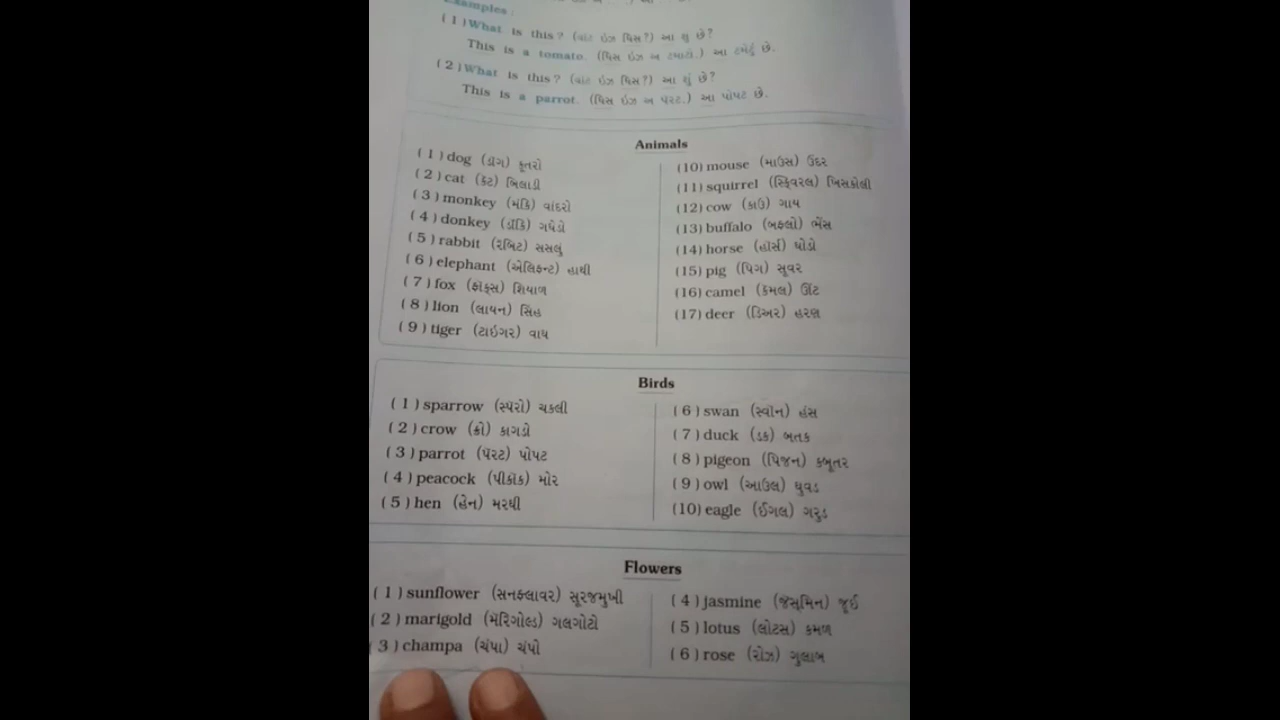 Examples :
( 1 ) What is this? (વૉટ ઇઝ ધિસ?) આ શું છે?
This is a tomato. (ધિસ ઇઝ અ ટમાટો.) આ ટમેટું છે.
( 2 ) What is this? (વૉટ ઇઝ ધિસ?) આ શું છે?
This is a parrot. (ધિસ ઇઝ અ પૅરટ.) આ પોપટ છે.
Animals
( 1 ) dog (ડૉગ) કૂતરો
( 2 ) cat (કૅટ) બિલાડી
( 3 ) monkey (મંકિ) વાંદરો
( 4 ) donkey (ડૉંકિ) ગધેડો
( 5 ) rabbit (રૅબિટ) સસલું
( 6 ) elephant (એલિફન્ટ) હાથી
( 7 ) fox (ફૉક્સ) શિયાળ
( 8 ) lion (લાયન) સિંહ
( 9 ) tiger (ટાઇગર) વાઘ
(10) mouse (માઉસ) ઉંદર
(11) squirrel (સ્ક્વિરલ) ખિસકોલી
(12) cow (કાઉ) ગાય
(13) buffalo (બફલો) ભેંસ
(14) horse (હૉર્સ) ઘોડો
(15) pig (પિગ) સૂવર
(16) camel (કૅમલ) ઊંટ
(17) deer (ડિઅર) હરણ
Birds
( 1 ) sparrow (સ્પૅરો) ચકલી
( 2 ) crow (ક્રો) કાગડો
( 3 ) parrot (પૅરટ) પોપટ
( 4 ) peacock (પીકૉક) મોર
( 5 ) hen (હેન) મરઘી
( 6 ) swan (સ્વૉન) હંસ
( 7 ) duck (ડક) બતક
( 8 ) pigeon (પિજન) કબૂતર
( 9 ) owl (આઉલ) ઘુવડ
(10) eagle (ઈગલ) ગરુડ
Flowers
( 1 ) sunflower (સનફ્લાવર) સૂરજમુખી
( 2 ) marigold (મૅરિગોલ્ડ) ગલગોટો
( 3 ) champa (ચંપા) ચંપો
( 4 ) jasmine (જૅસ્મિન) જૂઈ
( 5 ) lotus (લોટસ) કમળ
( 6 ) rose (રોઝ) ગુલાબ